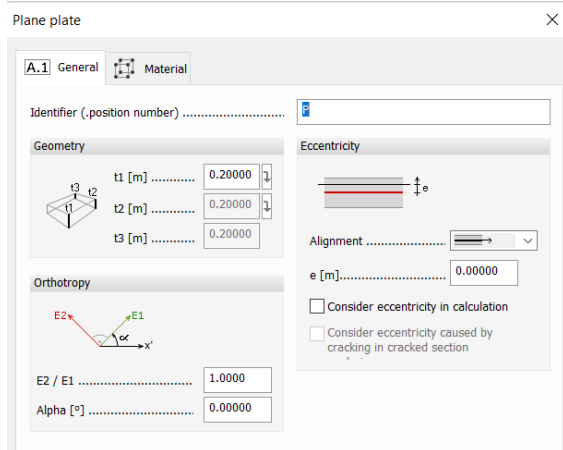 Plane plate
A.1 General
Material
Identifier (.position number) ............................
P
Geometry
t3
t2
t1
t1 [m] ............
0.20000
t2 [m] ............
0.20000
t3 [m] ............
0.20000
Eccentricity
e
Alignment ......................
e [m]...........................
0.00000
Consider eccentricity in calculation
Consider eccentricity caused by
cracking in cracked section
Orthotropy
E2
E1
α
x'
E2 / E1 .............................
1.0000
Alpha [°] ...........................
0.00000